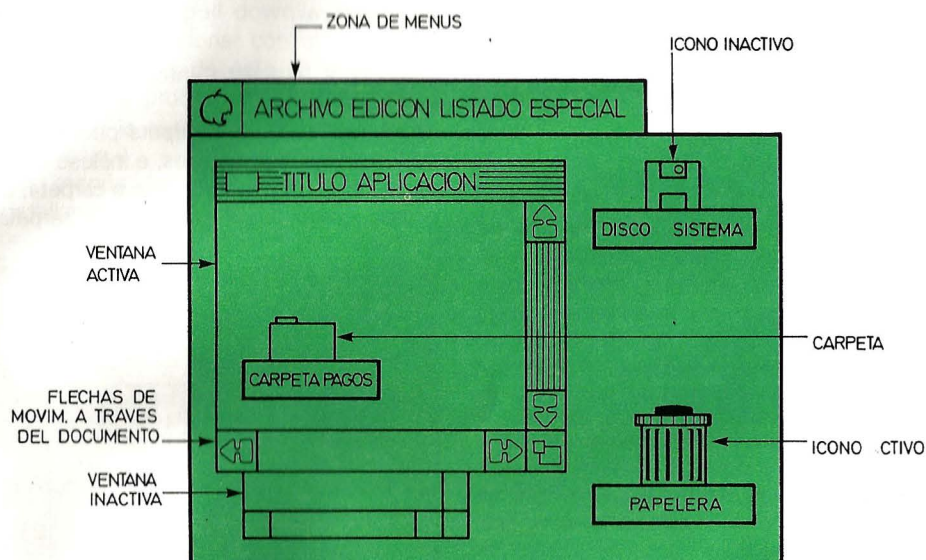 ZONA DE MENUS
ICONO INACTIVO
ARCHIVO EDICION LISTADO ESPECIAL
TITULO APLICACION
DISCO SISTEMA
VENTANA
ACTIVA
CARPETA
CARPETA PAGOS
FLECHAS DE
MOVIM. A TRAVES
DEL DOCUMENTO
ICONO CTIVO
VENTANA
INACTIVA
PAPELERA